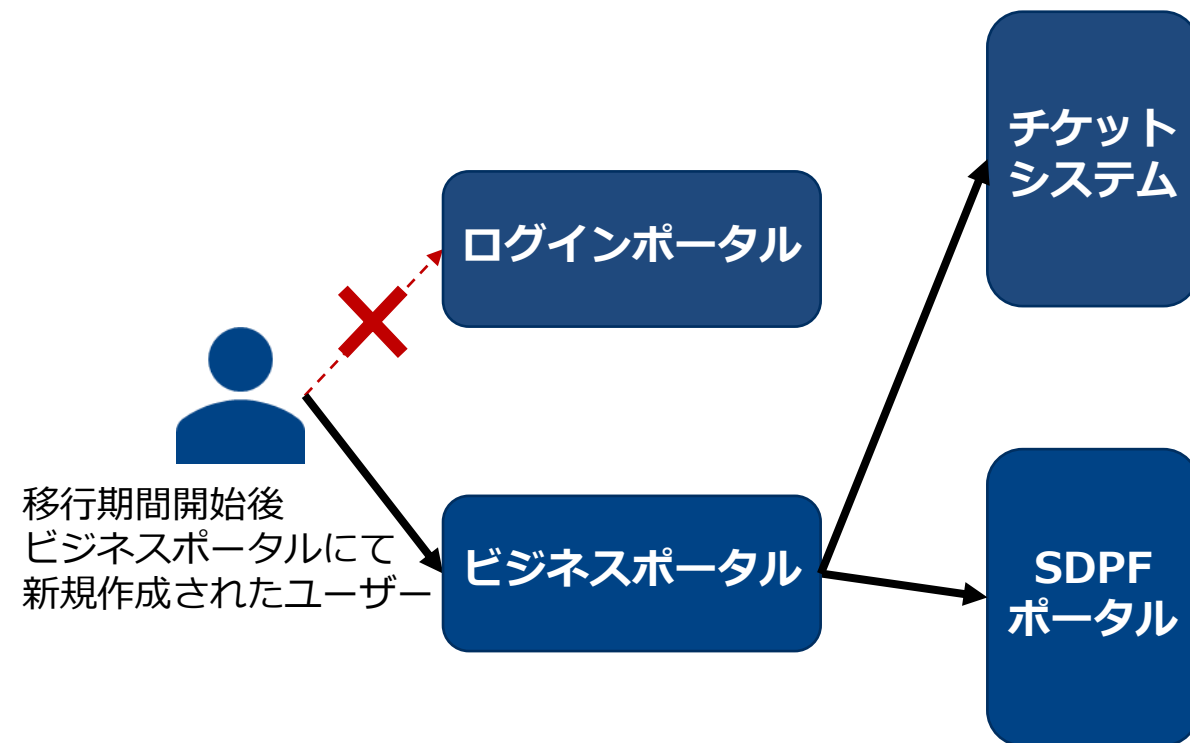 チケット
システム
ログインポータル
移行期間開始後
ビジネスポータルにて
新規作成されたユーザー
ビジネスポータル
SDPF
ポータル